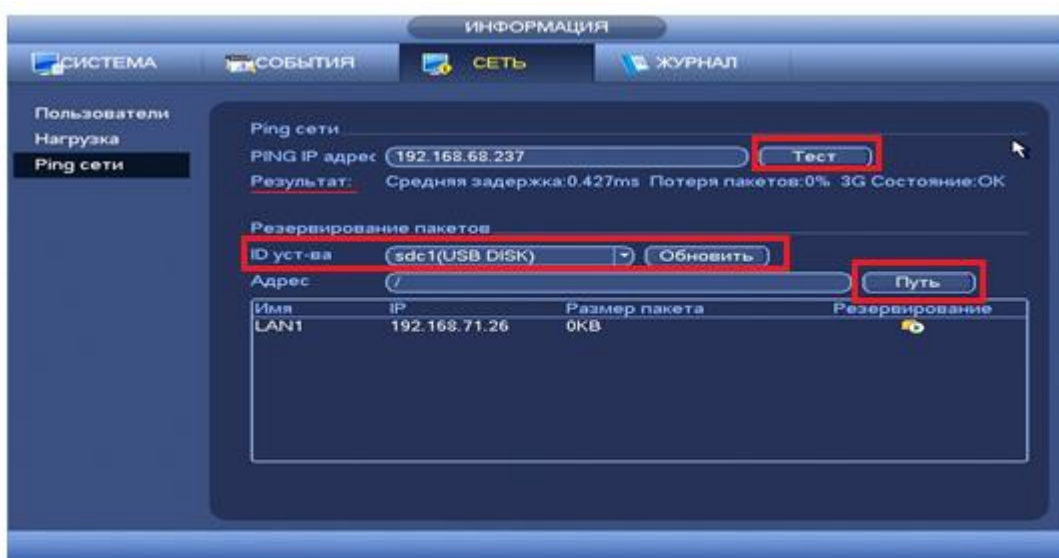 ИНФОРМАЦИЯ
СИСТЕМА СОБЫТИЯ СЕТЬ ЖУРНАЛ
Пользователи
Нагрузка
Ping сети
Ping сети
PING IP адрес 192.168.68.237 Тест
Результат: Средняя задержка:0.427ms Потеря пакетов:0% 3G Состояние:OK
Резервирование пакетов
ID уст-ва sdc1(USB DISK) Обновить
Адрес / Путь
Имя IP Размер пакета Резервирование
LAN1 192.168.71.26 0KB